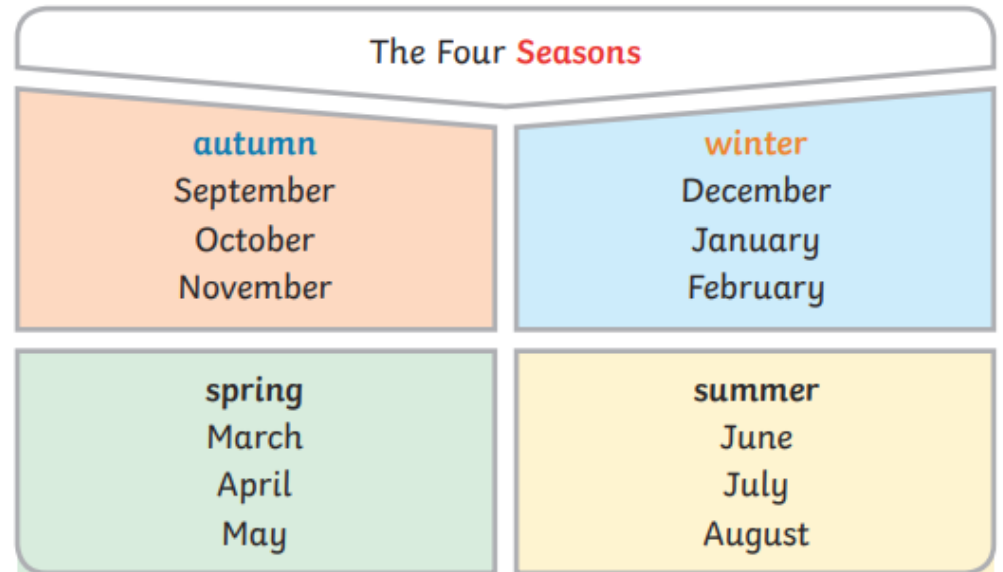 The Four Seasons
autumn
September
October
November
winter
December
January
February
spring
March
April
May
summer
June
July
August